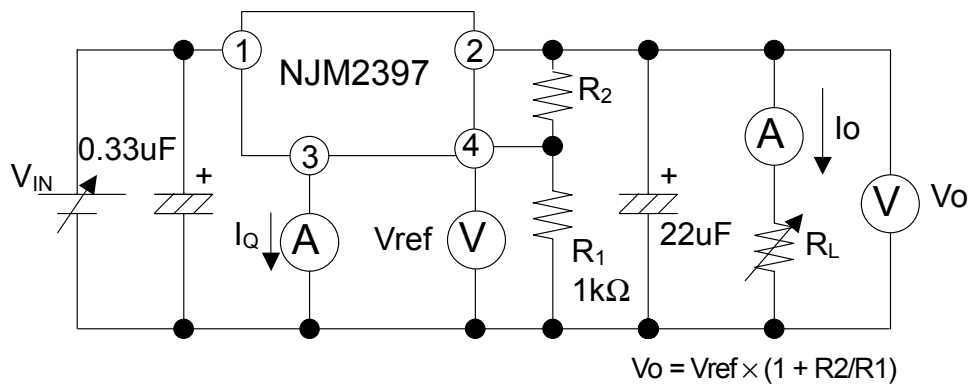 1
2
NJM2397
R2
4
3
0.33uF
VIN
+
IQ
A
Vref
V
R1
1kΩ
+
22uF
A
Io
RL
V
Vo
Vo = Vref × (1 + R2/R1)